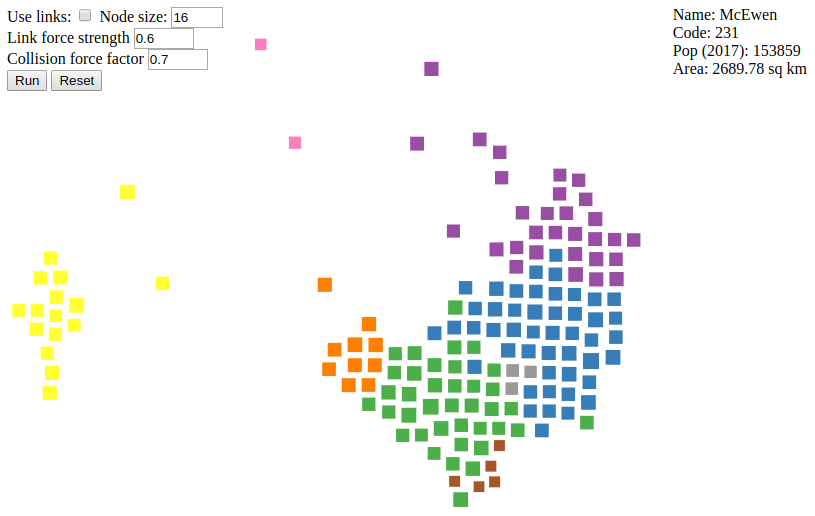 Use links: Node size: 16
Link force strength 0.6
Collision force factor 0.7
Run Reset
Name: McEwen
Code: 231
Pop (2017): 153859
Area: 2689.78 sq km